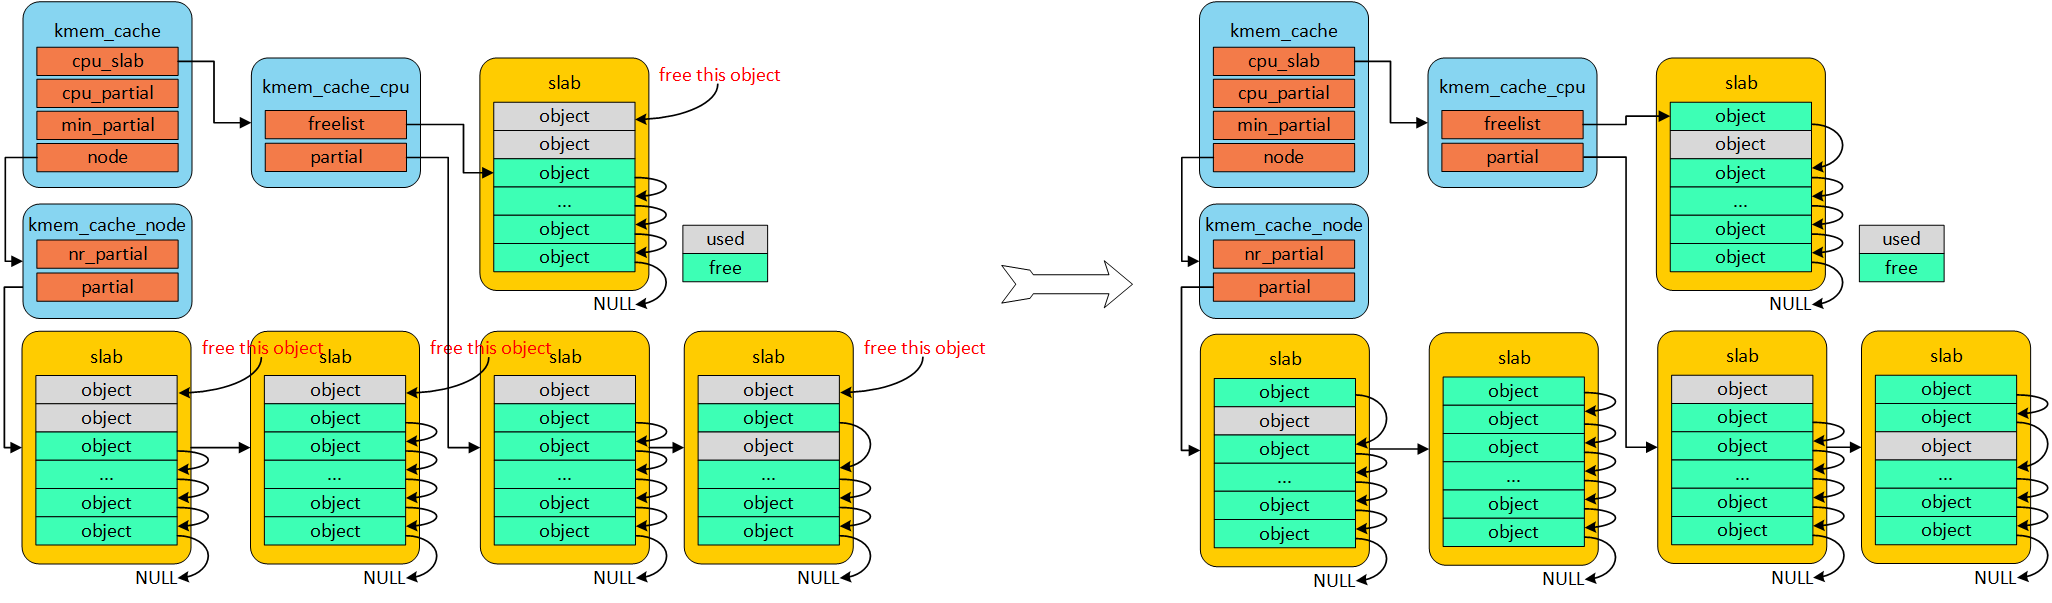 kmem_cache
cpu_slab
cpu_partial
min_partial
node
kmem_cache_cpu
freelist
partial
slab
object
object
object
...
object
object
NULL
free this object
used
free
kmem_cache_node
nr_partial
partial
slab
object
object
object
...
object
object
NULL
free this object
slab
object
object
object
...
object
object
NULL
free this object
slab
object
object
object
...
object
object
NULL
slab
object
object
object
...
object
object
NULL
free this object
kmem_cache
cpu_slab
cpu_partial
min_partial
node
kmem_cache_cpu
freelist
partial
slab
object
object
object
...
object
object
NULL
used
free
kmem_cache_node
nr_partial
partial
slab
object
object
object
...
object
object
NULL
slab
object
object
object
...
object
object
NULL
slab
object
object
object
...
object
object
NULL
slab
object
object
object
...
object
object
NULL